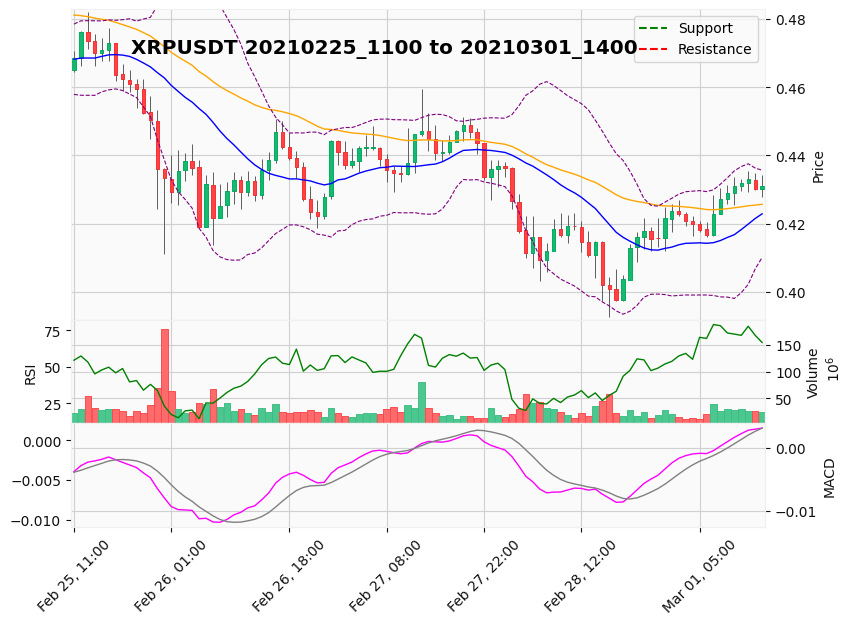 XRPUSDT 20210225_1100 to 20210301_1400
Support
Resistance
0.48
0.46
0.44
0.42
0.40
Price
75
50
25
RSI
150
100
50
Volume
10^6
0.000
−0.005
−0.010
0.00
−0.01
MACD
Feb 25, 11:00
Feb 26, 01:00
Feb 26, 18:00
Feb 27, 08:00
Feb 27, 22:00
Feb 28, 12:00
Mar 01, 05:00